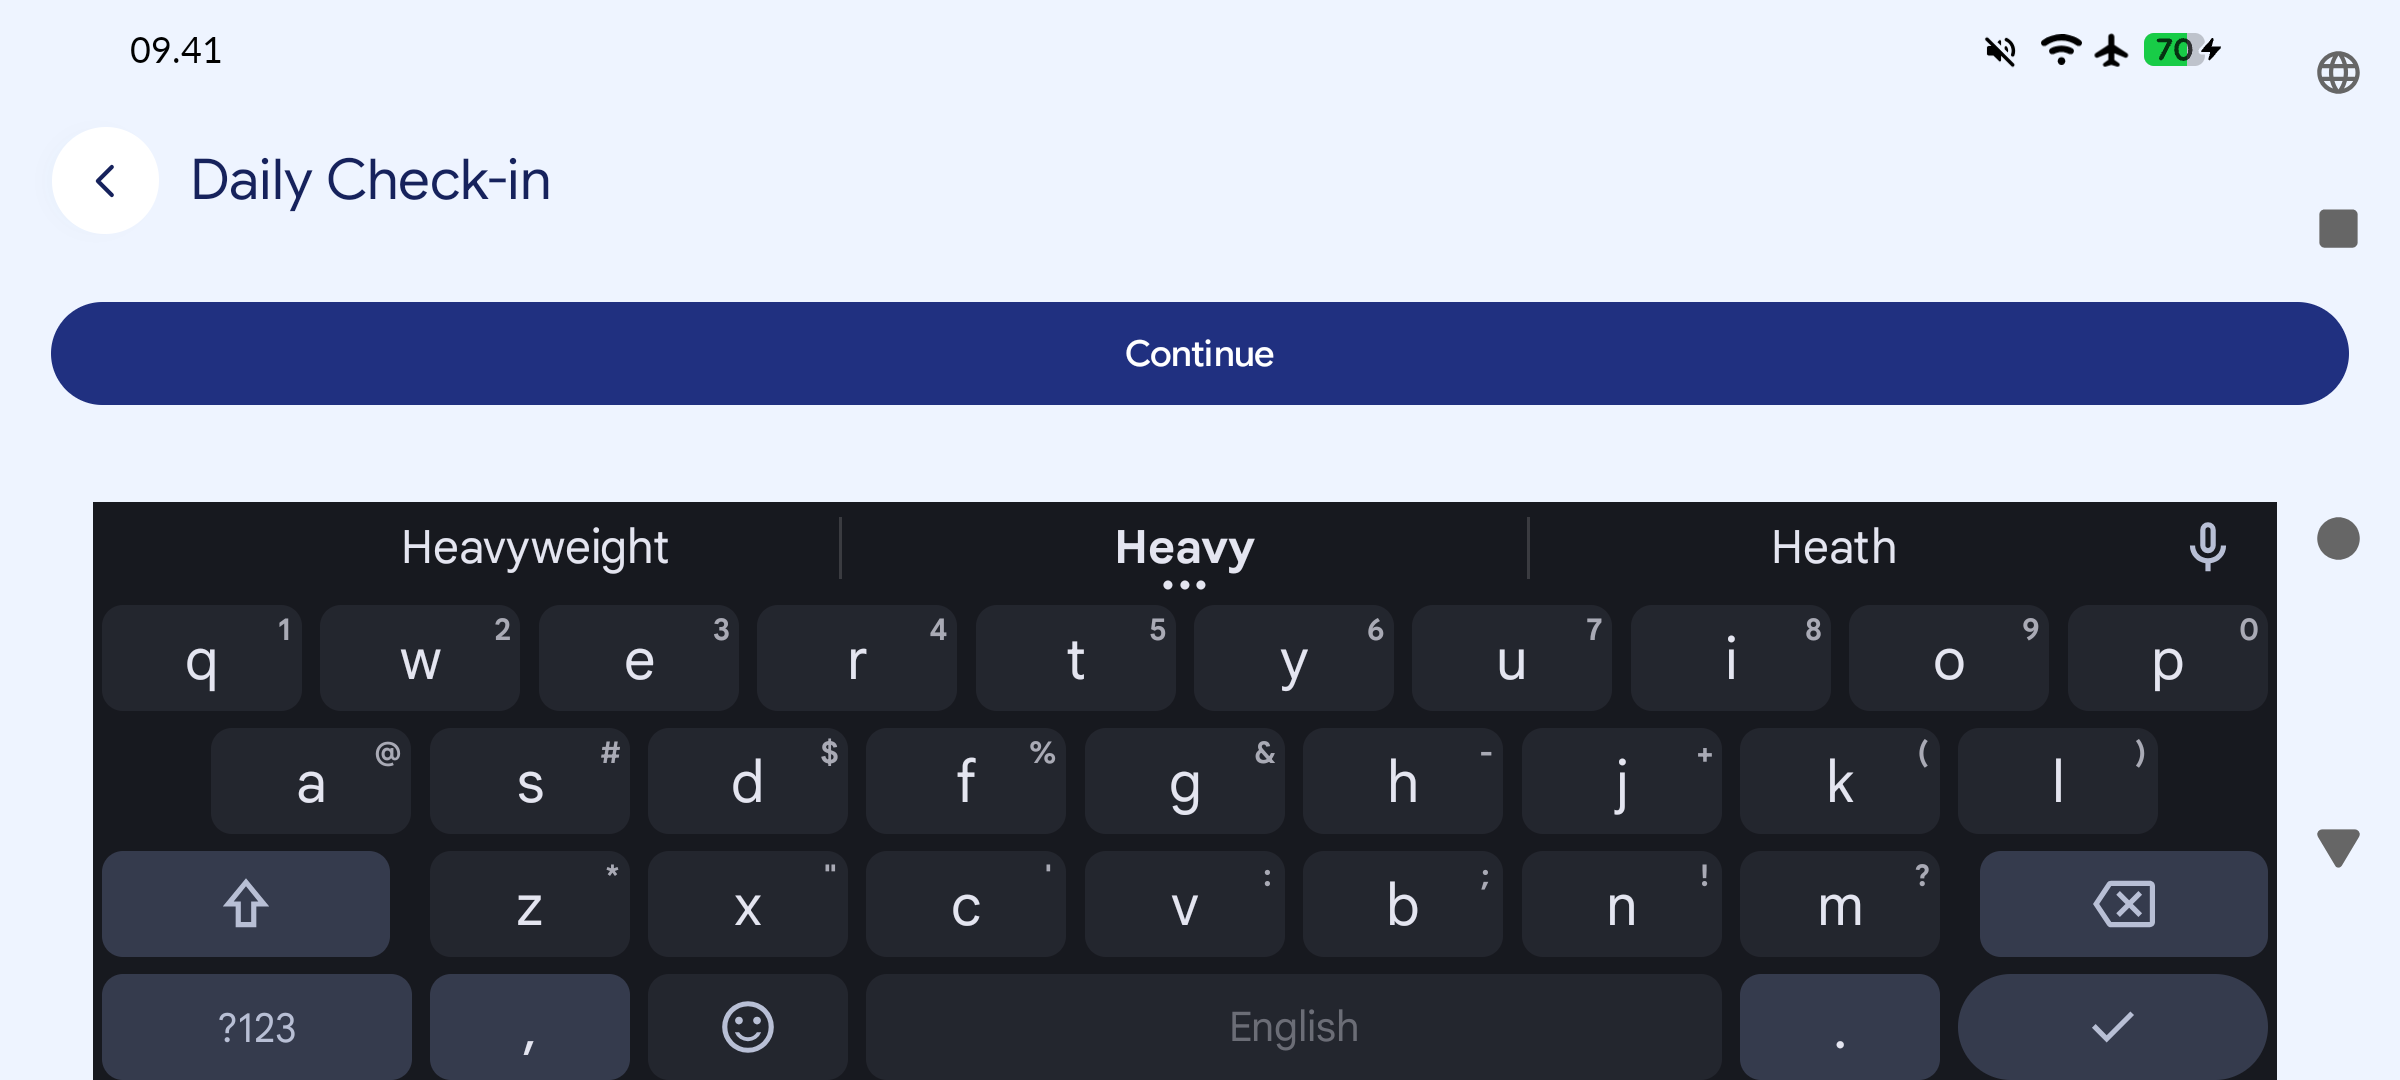 09.41
70
Daily Check-in
Continue
Heavyweight
Heavy
Heath
q 1 w 2 e 3 r 4 t 5 y 6 u 7 i 8 o 9 p 0
a @ s # d $ f % g & h - j + k ( l )
z * x " c ' v : b ; n ! m ?
?123 , English .